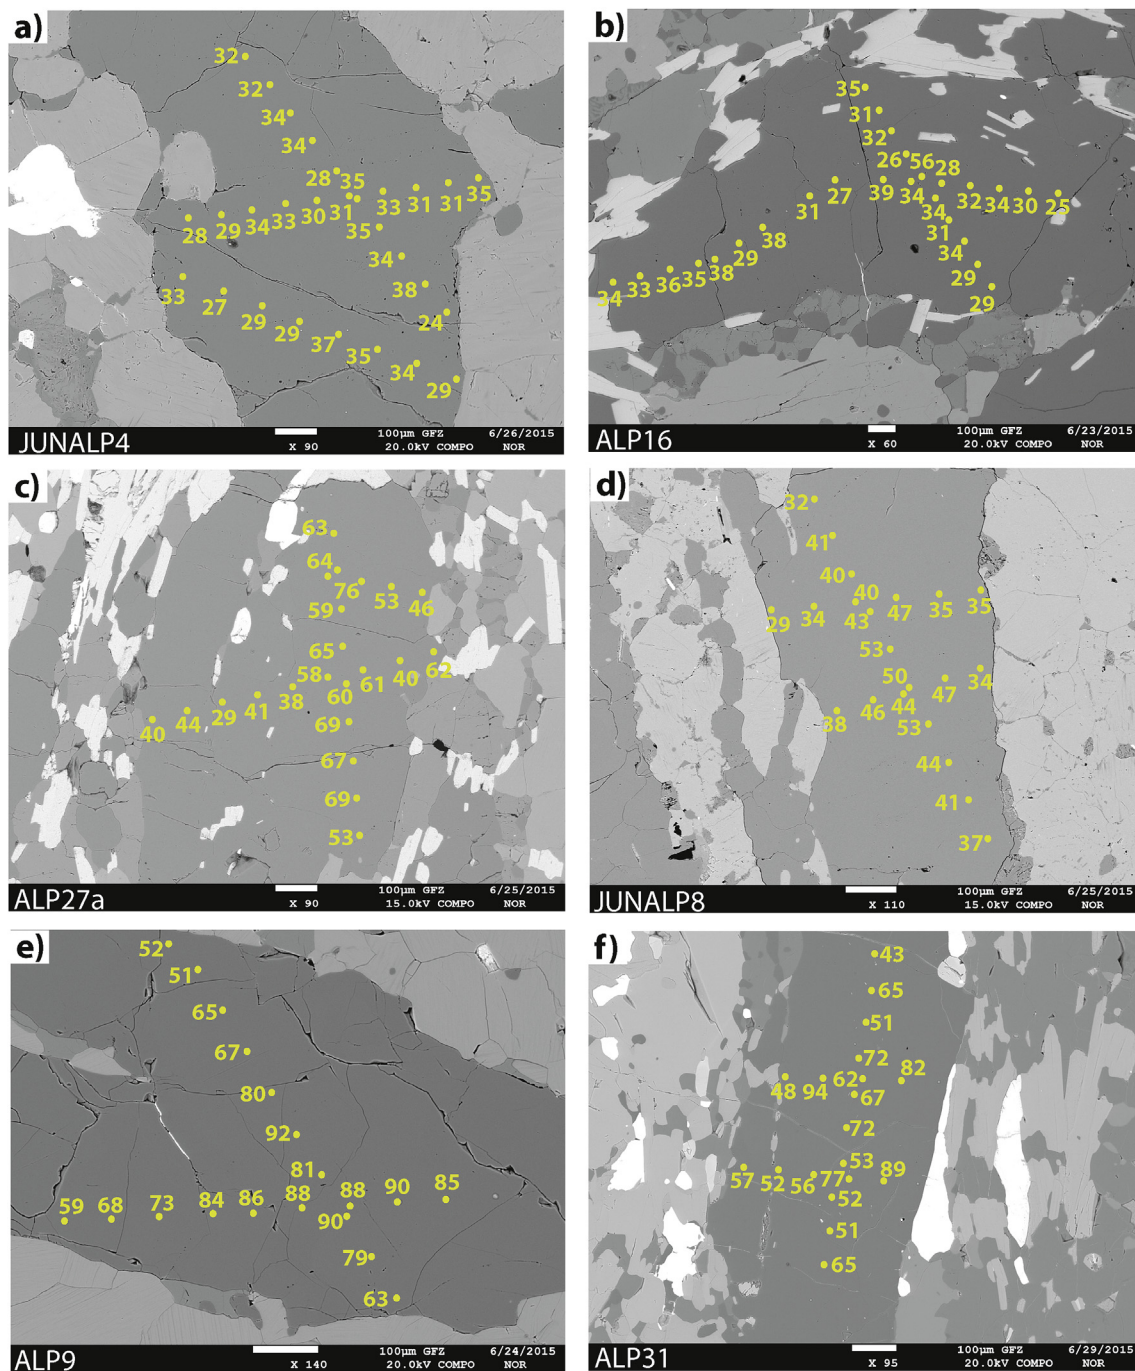 a)
32
32
34
34
28
35
35
28 29 34 33 30 31 33 31 31
35
34
38
24
33
27
29
29
37
35
34
29
JUNALP4
100µm GFZ 6/26/2015
X 90 20.0kV COMPO NOR
b)
35
31
32
26 56 28
27 39 34 32 34 30 25
31 34
38 31
29 34
38 29
34 33 36 35 29
ALP16
100µm GFZ 6/23/2015
X 60 20.0kV COMPO NOR
c)
63
64
76 53 46
59
65
58 60 61 40 62
40 44 29 41 38
69
67
69
53
ALP27a
100µm GFZ 6/25/2015
X 90 15.0kV COMPO NOR
d)
32
41
40
40
29 34 43 47 35 35
53
50
38 46 44 47 34
53
44
41
37
JUNALP8
100µm GFZ 6/25/2015
X 110 15.0kV COMPO NOR
e)
52
51
65
67
80
92
81
59 68 73 84 86 88 88 90 85
90
79
63
ALP9
100µm GFZ 6/24/2015
X 140 20.0kV COMPO NOR
f)
43
65
51
72
48 94 62 82
67
72
53
57 52 56 77 89
52
51
65
ALP31
100µm GFZ 6/29/2015
X 95 20.0kV COMPO NOR